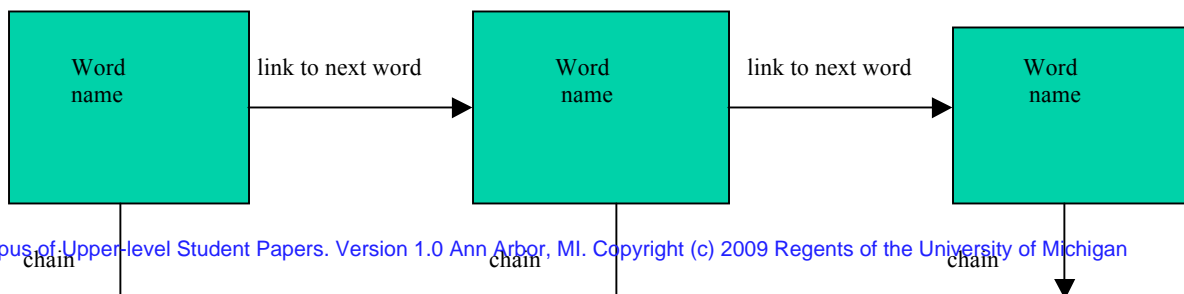 Word
name
link to next word
Word
name
link to next word
Word
name
of Upper-level Student Papers. Version 1.0 Ann Arbor, MI. Copyright (c) 2009 Regents of the University of Michigan
chain
chain
chain